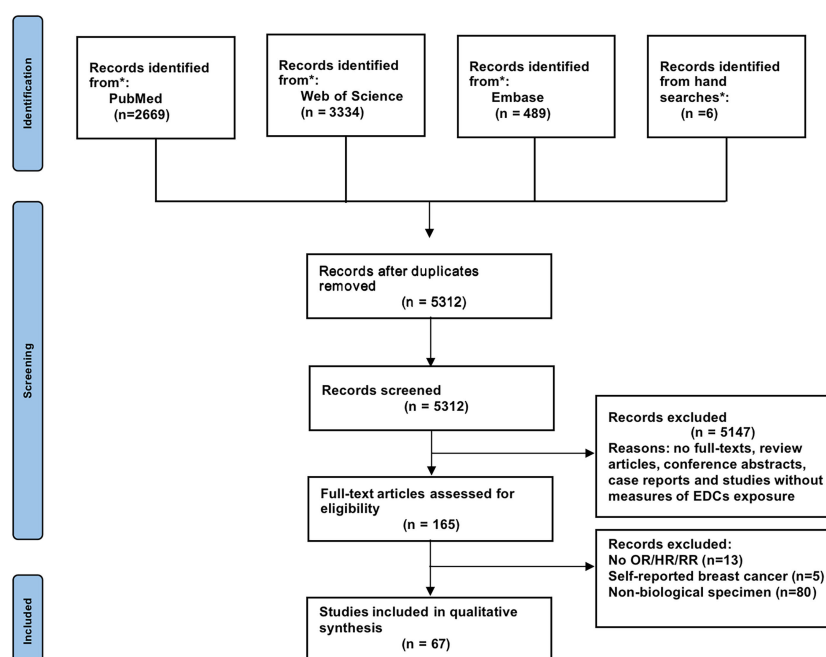 Identification
Records identified
from*:
PubMed
(n=2669)
Records identified
from*:
Web of Science
(n = 3334)
Records identified
from*:
Embase
(n = 489)
Records identified
from hand
searches*:
(n =6)
Screening
Records after duplicates
removed
(n = 5312)
Records screened
(n = 5312)
Records excluded
(n = 5147)
Reasons: no full-texts, review
articles, conference abstracts,
case reports and studies without
measures of EDCs exposure
Full-text articles assessed for
eligibility
(n = 165)
Records excluded:
No OR/HR/RR (n=13)
Self-reported breast cancer (n=5)
Non-biological specimen (n=80)
Included
Studies included in qualitative
synthesis
(n = 67)